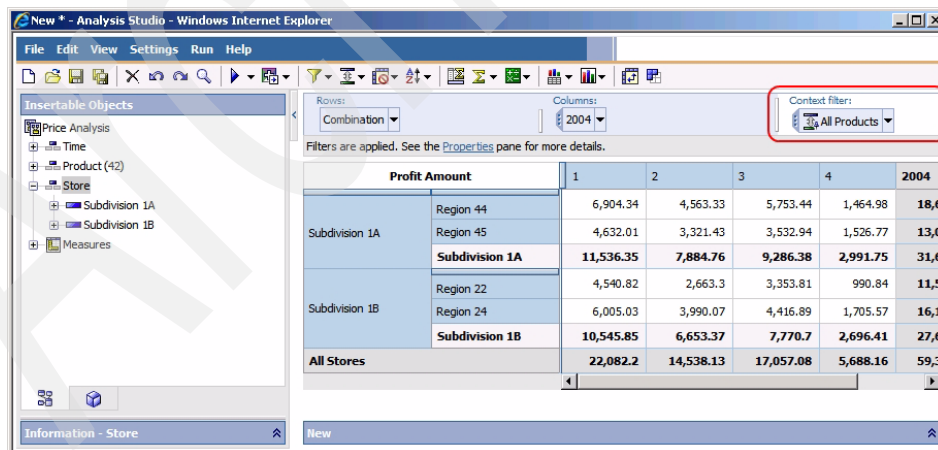 New * - Analysis Studio - Windows Internet Explorer
File Edit View Settings Run Help
Insertable Objects
Price Analysis
Time
Product (42)
Store
Subdivision 1A
Subdivision 1B
Measures
Information - Store
Rows:
Combination
Columns:
2004
Context filter:
All Products
Filters are applied. See the Properties pane for more details.
Profit Amount 1 2 3 4 2004
Subdivision 1A
Region 44 6,904.34 4,563.33 5,753.44 1,464.98
Region 45 4,632.01 3,321.43 3,532.94 1,526.77
Subdivision 1A 11,536.35 7,884.76 9,286.38 2,991.75
Subdivision 1B
Region 22 4,540.82 2,663.3 3,353.81 990.84
Region 24 6,005.03 3,990.07 4,416.89 1,705.57
Subdivision 1B 10,545.85 6,653.37 7,770.7 2,696.41
All Stores 22,082.2 14,538.13 17,057.08 5,688.16
New